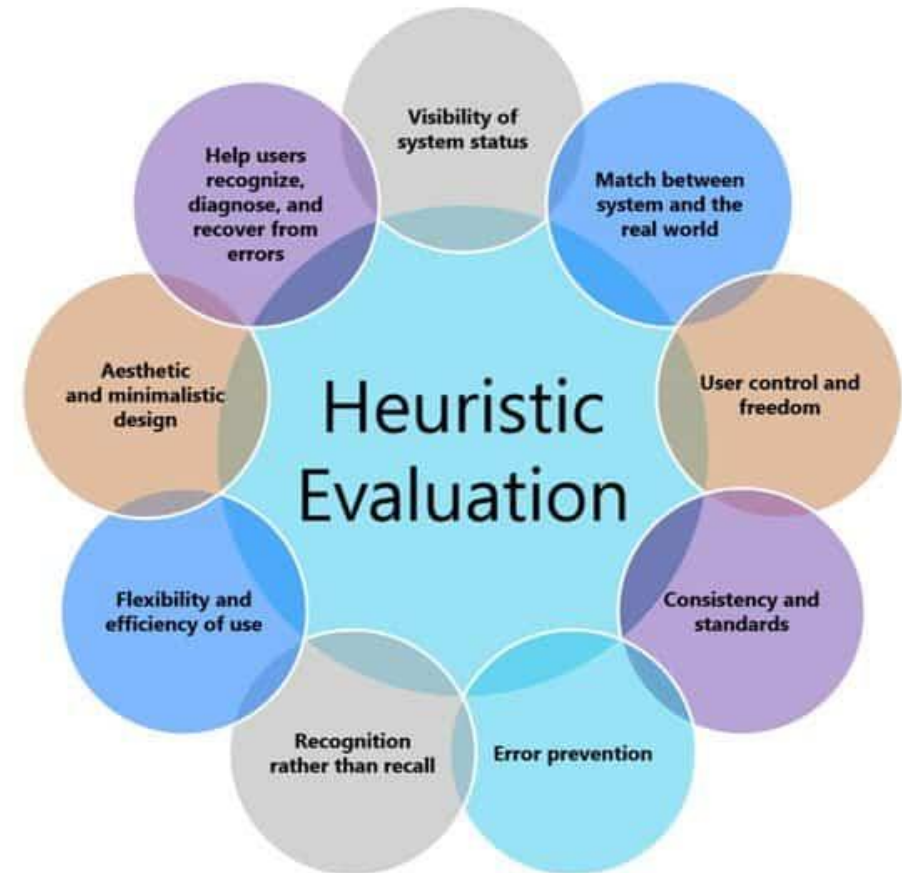 Visibility of
system status
Match between
system and the
real world
User control and
freedom
Consistency and
standards
Error prevention
Recognition
rather than recall
Flexibility and
efficiency of use
Aesthetic
and minimalistic
design
Help users
recognize,
diagnose, and
recover from
errors
Heuristic
Evaluation